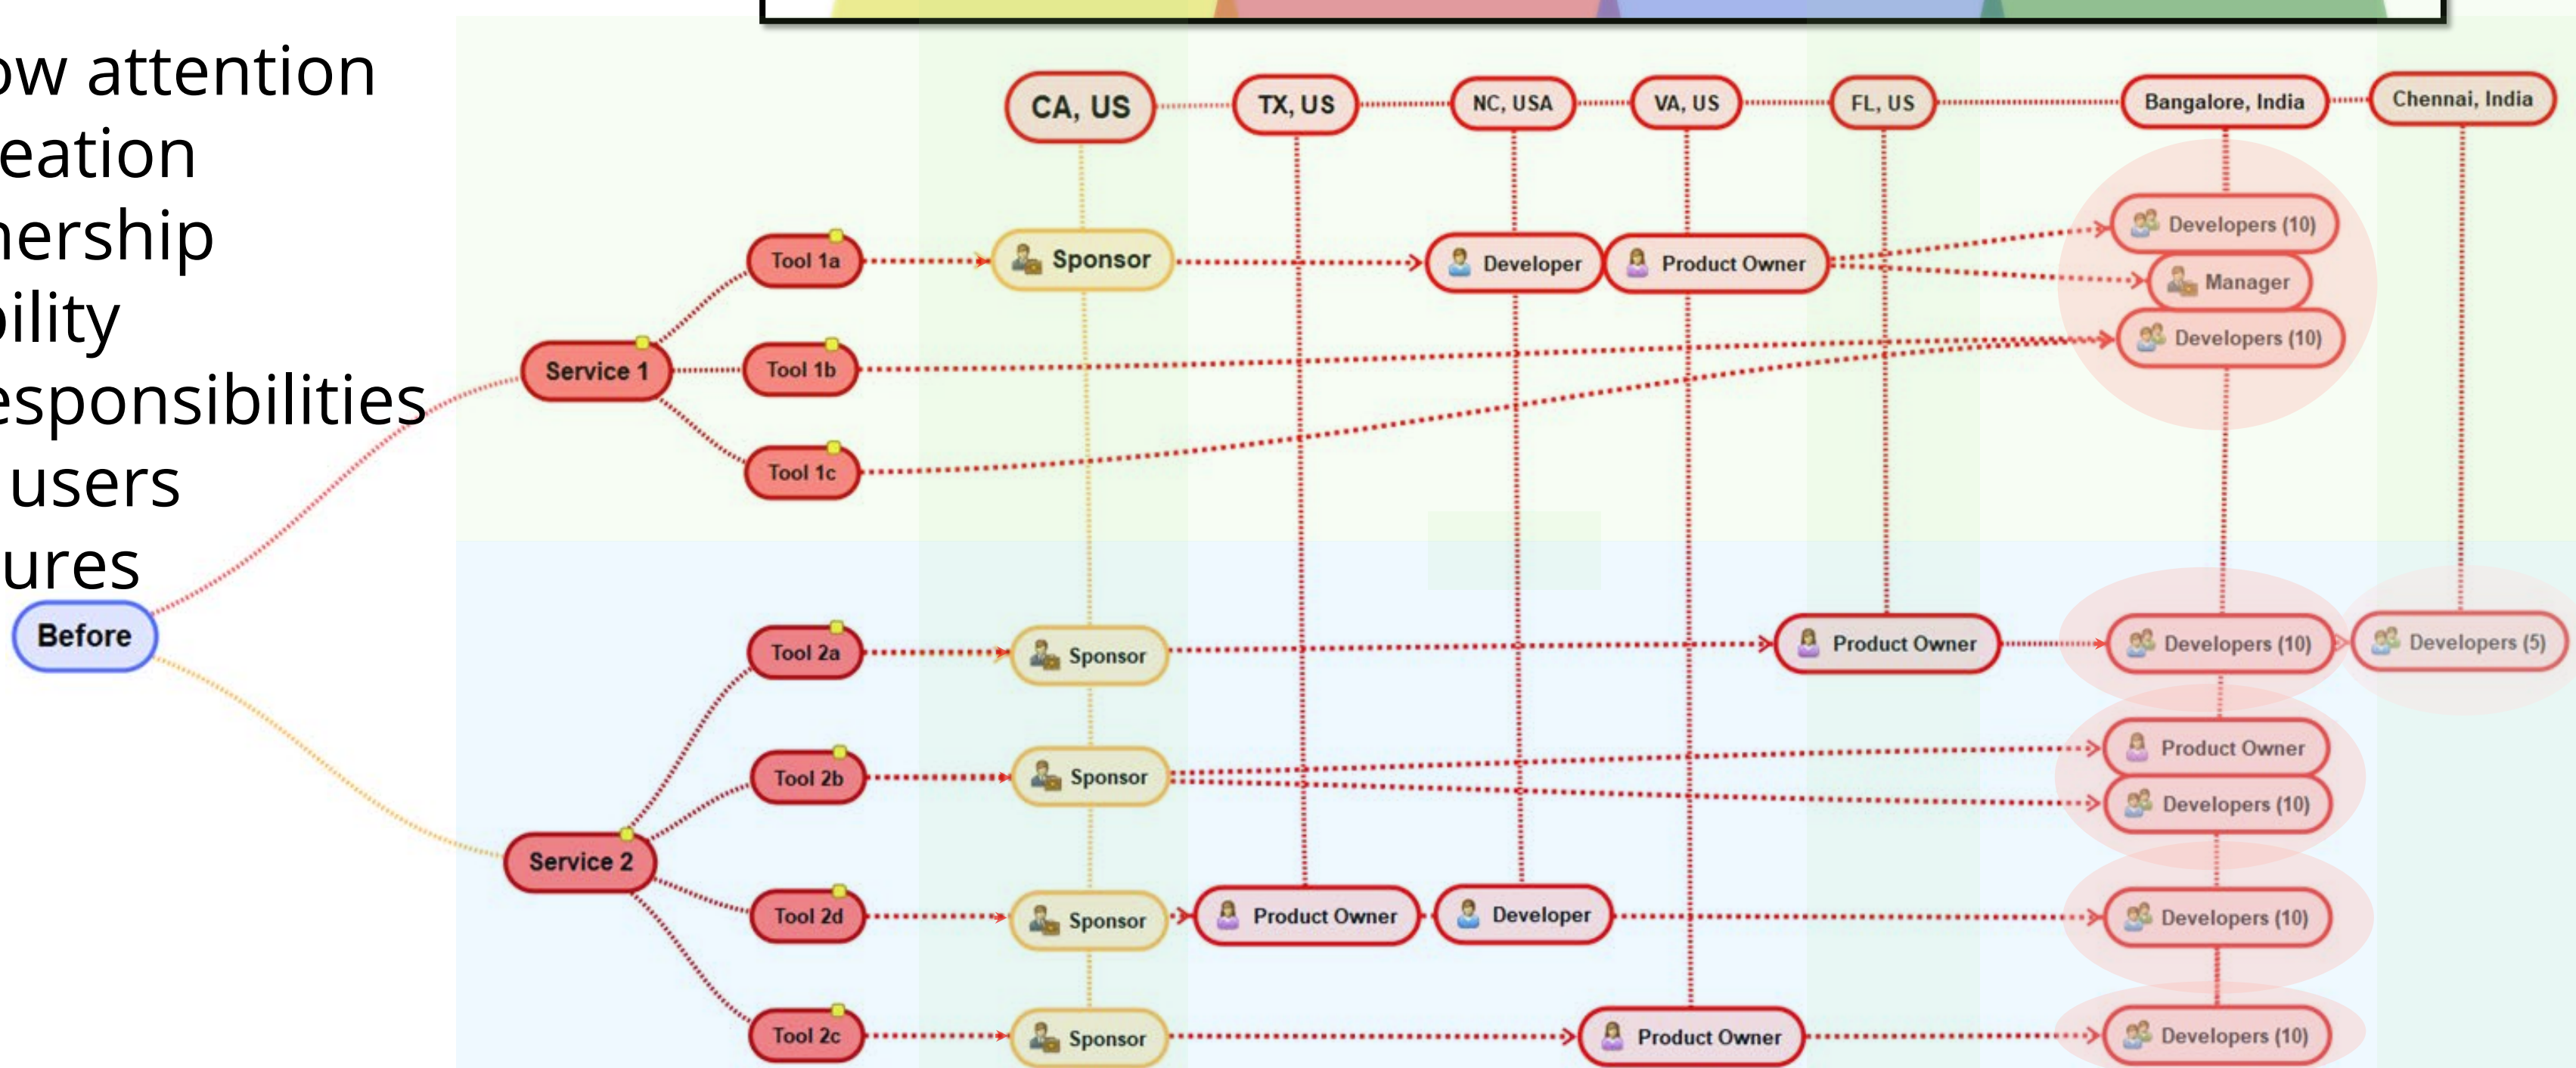 ow attention
eation
nership
bility
esponsibilities
users
ures
Before
CA, US
TX, US
NC, USA
VA, US
FL, US
Bangalore, India
Chennai, India
Service 1
Tool 1a
Sponsor
Developer
Product Owner
Developers (10)
Manager
Developers (10)
Tool 1b
Tool 1c
Service 2
Tool 2a
Sponsor
Product Owner
Developers (10)
Developers (5)
Tool 2b
Sponsor
Product Owner
Developers (10)
Tool 2d
Sponsor
Product Owner
Developer
Developers (10)
Tool 2c
Sponsor
Product Owner
Developers (10)